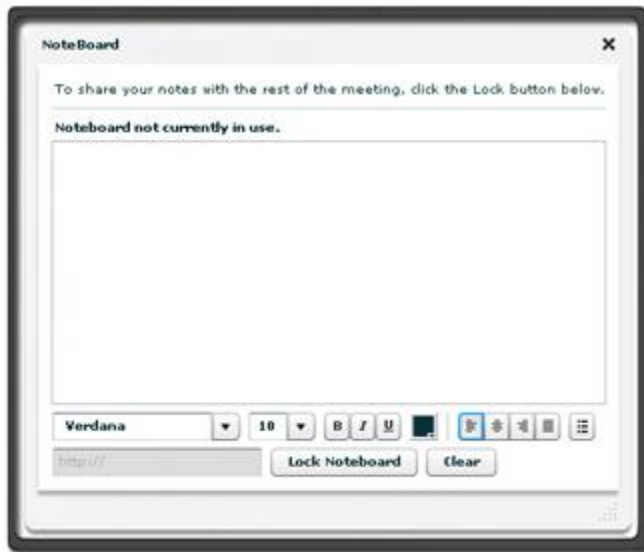 NoteBoard
To share your notes with the rest of the meeting, click the Lock button below.
Noteboard not currently in use.
Verdana 10 B I U
http:// Lock Noteboard Clear